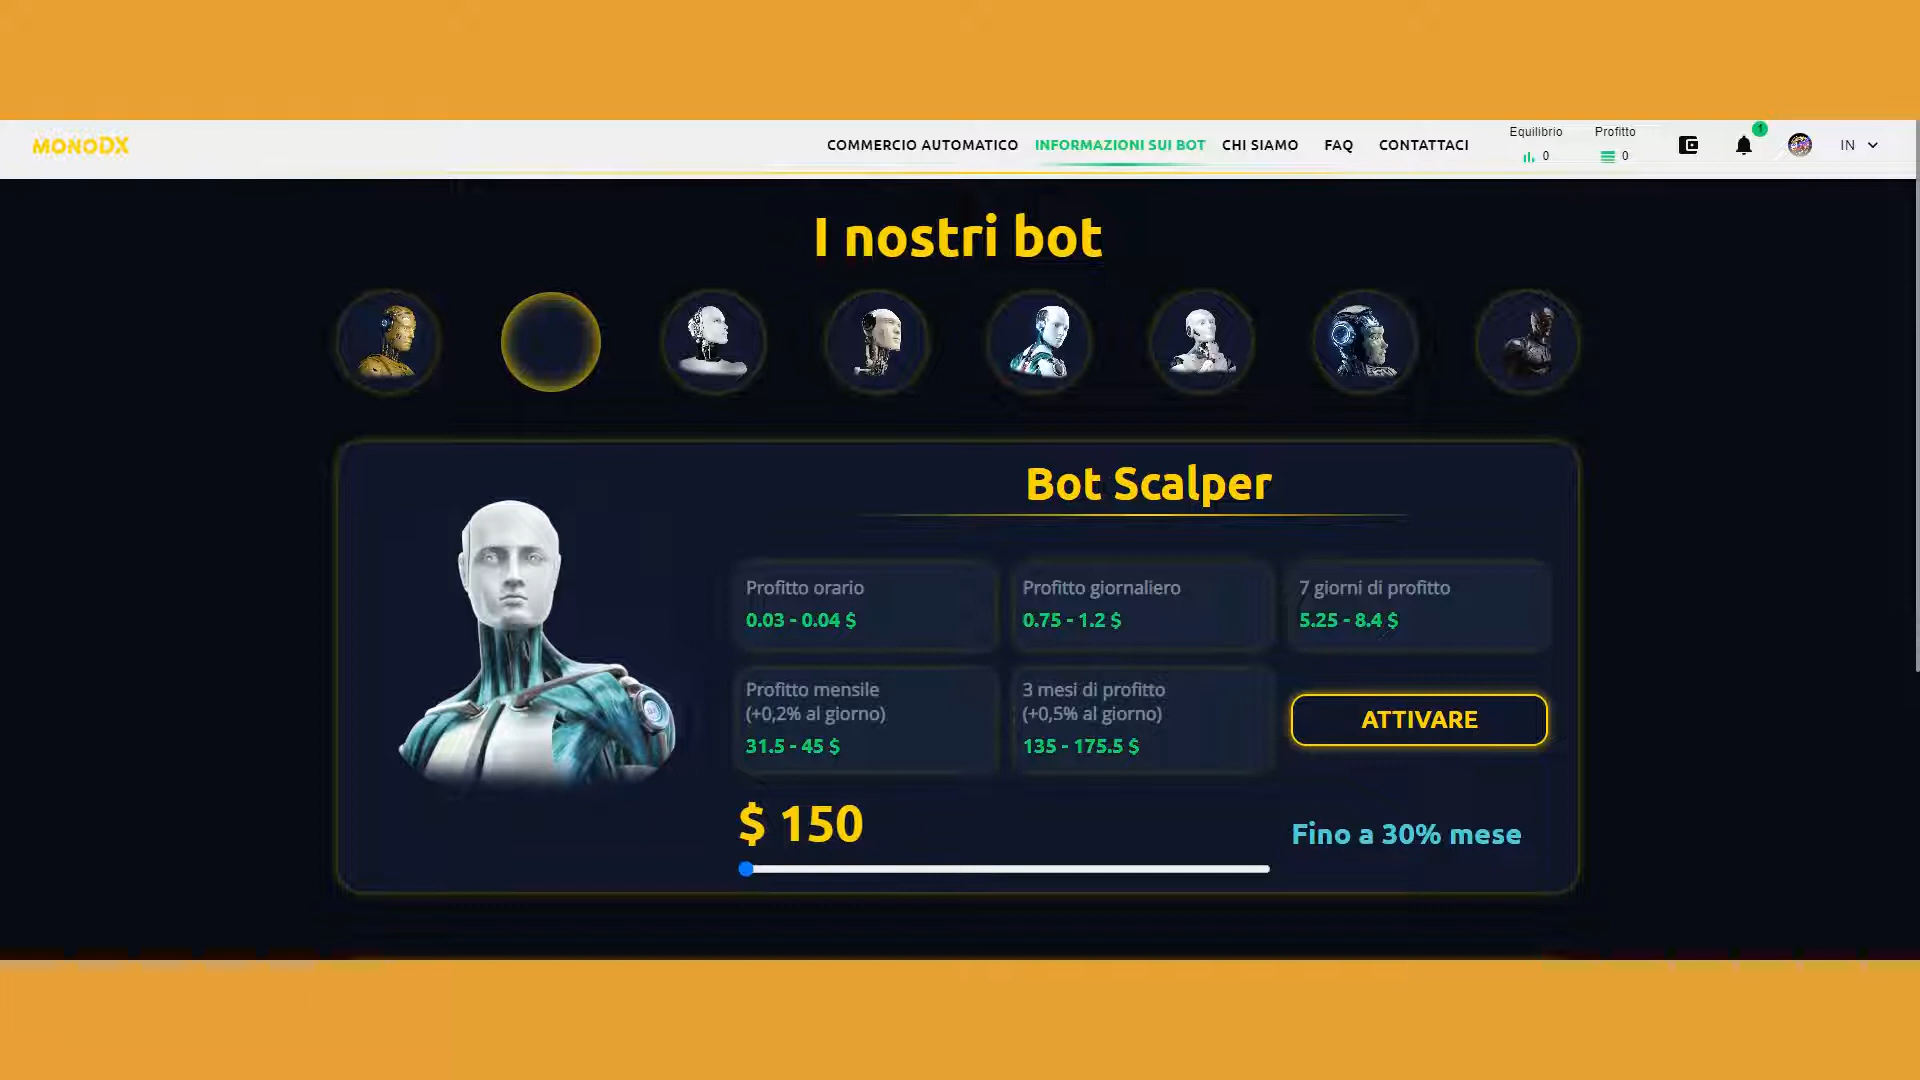 MONODX
COMMERCIO AUTOMATICO
INFORMAZIONI SUI BOT
CHI SIAMO
FAQ
CONTATTACI
Equilibrio
0
Profitto
0
1
IN
I nostri bot
Bot Scalper
Profitto orario
0.03 - 0.04 $
Profitto giornaliero
0.75 - 1.2 $
7 giorni di profitto
5.25 - 8.4 $
Profitto mensile
(+0,2% al giorno)
31.5 - 45 $
3 mesi di profitto
(+0,5% al giorno)
135 - 175.5 $
ATTIVARE
$ 150
Fino a 30% mese